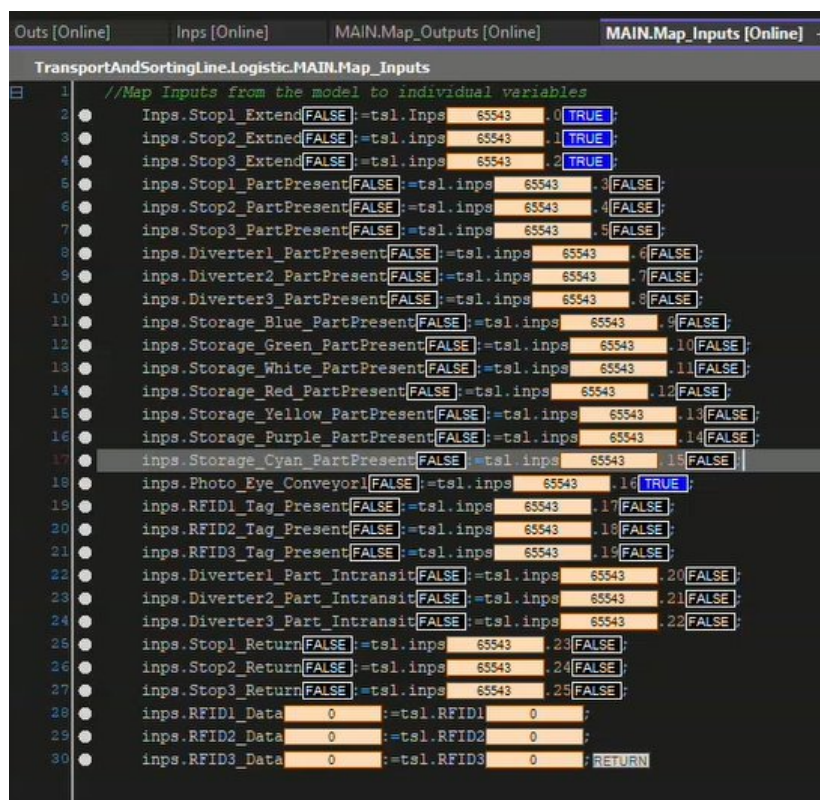 Outs [Online] Inps [Online] MAIN.Map_Outputs [Online] MAIN.Map_Inputs [Online]
TransportAndSortingLine.Logistic.MAIN.Map_Inputs
1 //Map Inputs from the model to individual variables
2 Inps.Stop1_Extend FALSE :=tsl.Inps 65543 .0 TRUE ;
3 Inps.Stop2_Extned FALSE :=tsl.inps 65543 .1 TRUE ;
4 Inps.Stop3_Extend FALSE :=tsl.inps 65543 .2 TRUE ;
5 inps.Stop1_PartPresent FALSE :=tsl.inps 65543 .3 FALSE ;
6 inps.Stop2_PartPresent FALSE :=tsl.inps 65543 .4 FALSE ;
7 inps.Stop3_PartPresent FALSE :=tsl.inps 65543 .5 FALSE ;
8 inps.Diverter1_PartPresent FALSE :=tsl.inps 65543 .6 FALSE ;
9 inps.Diverter2_PartPresent FALSE :=tsl.inps 65543 .7 FALSE ;
10 inps.Diverter3_PartPresent FALSE :=tsl.inps 65543 .8 FALSE ;
11 inps.Storage_Blue_PartPresent FALSE :=tsl.inps 65543 .9 FALSE ;
12 inps.Storage_Green_PartPresent FALSE :=tsl.inps 65543 .10 FALSE ;
13 inps.Storage_White_PartPresent FALSE :=tsl.inps 65543 .11 FALSE ;
14 inps.Storage_Red_PartPresent FALSE :=tsl.inps 65543 .12 FALSE ;
15 inps.Storage_Yellow_PartPresent FALSE :=tsl.inps 65543 .13 FALSE ;
16 inps.Storage_Purple_PartPresent FALSE :=tsl.inps 65543 .14 FALSE ;
17 inps.Storage_Cyan_PartPresent FALSE :=tsl.inps 65543 .15 FALSE ;
18 inps.Photo_Eye_Conveyor1 FALSE :=tsl.inps 65543 .16 TRUE ;
19 inps.RFID1_Tag_Present FALSE :=tsl.inps 65543 .17 FALSE ;
20 inps.RFID2_Tag_Present FALSE :=tsl.inps 65543 .18 FALSE ;
21 inps.RFID3_Tag_Present FALSE :=tsl.inps 65543 .19 FALSE ;
22 inps.Diverter1_Part_Intransit FALSE :=tsl.inps 65543 .20 FALSE ;
23 inps.Diverter2_Part_Intransit FALSE :=tsl.inps 65543 .21 FALSE ;
24 inps.Diverter3_Part_Intransit FALSE :=tsl.inps 65543 .22 FALSE ;
25 inps.Stop1_Return FALSE :=tsl.inps 65543 .23 FALSE ;
26 inps.Stop2_Return FALSE :=tsl.inps 65543 .24 FALSE ;
27 inps.Stop3_Return FALSE :=tsl.inps 65543 .25 FALSE ;
28 inps.RFID1_Data 0 :=tsl.RFID1 0 ;
29 inps.RFID2_Data 0 :=tsl.RFID2 0 ;
30 inps.RFID3_Data 0 :=tsl.RFID3 0 ; RETURN